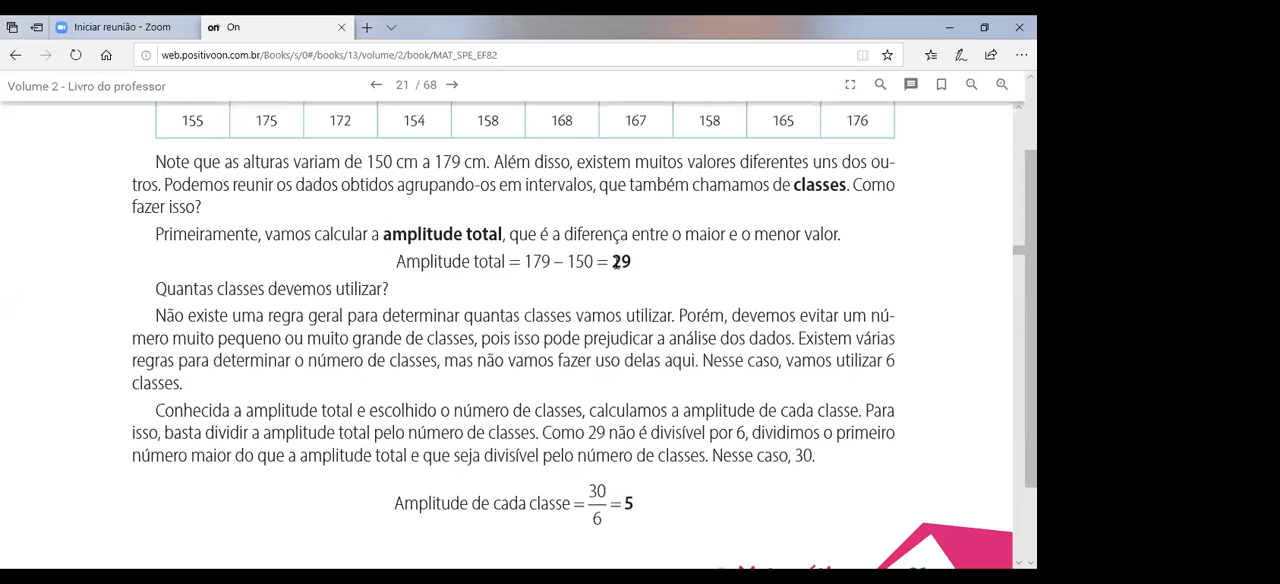 Iniciar reunião - Zoom
on On
web.positivoon.com.br/Books/s/0#/books/13/volume/2/book/MAT_SPE_EF82
Volume 2 - Livro do professor
21 / 68
155 175 172 154 158 168 167 158 165 176
Note que as alturas variam de 150 cm a 179 cm. Além disso, existem muitos valores diferentes uns dos ou-
tros. Podemos reunir os dados obtidos agrupando-os em intervalos, que também chamamos de classes. Como
fazer isso?
Primeiramente, vamos calcular a amplitude total, que é a diferença entre o maior e o menor valor.
Amplitude total = 179 – 150 = 29
Quantas classes devemos utilizar?
Não existe uma regra geral para determinar quantas classes vamos utilizar. Porém, devemos evitar um nú-
mero muito pequeno ou muito grande de classes, pois isso pode prejudicar a análise dos dados. Existem várias
regras para determinar o número de classes, mas não vamos fazer uso delas aqui. Nesse caso, vamos utilizar 6
classes.
Conhecida a amplitude total e escolhido o número de classes, calculamos a amplitude de cada classe. Para
isso, basta dividir a amplitude total pelo número de classes. Como 29 não é divisível por 6, dividimos o primeiro
número maior do que a amplitude total e que seja divisível pelo número de classes. Nesse caso, 30.
Amplitude de cada classe = 30/6 = 5